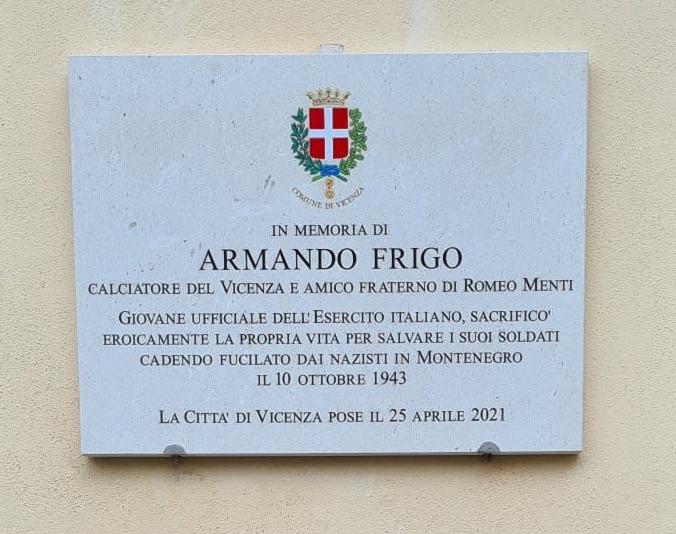 COMUNE DI VICENZA
IN MEMORIA DI
ARMANDO FRIGO
CALCIATORE DEL VICENZA E AMICO FRATERNO DI ROMEO MENTI
GIOVANE UFFICIALE DELL'ESERCITO ITALIANO, SACRIFICO'
EROICAMENTE LA PROPRIA VITA PER SALVARE I SUOI SOLDATI
CADENDO FUCILATO DAI NAZISTI IN MONTENEGRO
IL 10 OTTOBRE 1943
LA CITTA' DI VICENZA POSE IL 25 APRILE 2021